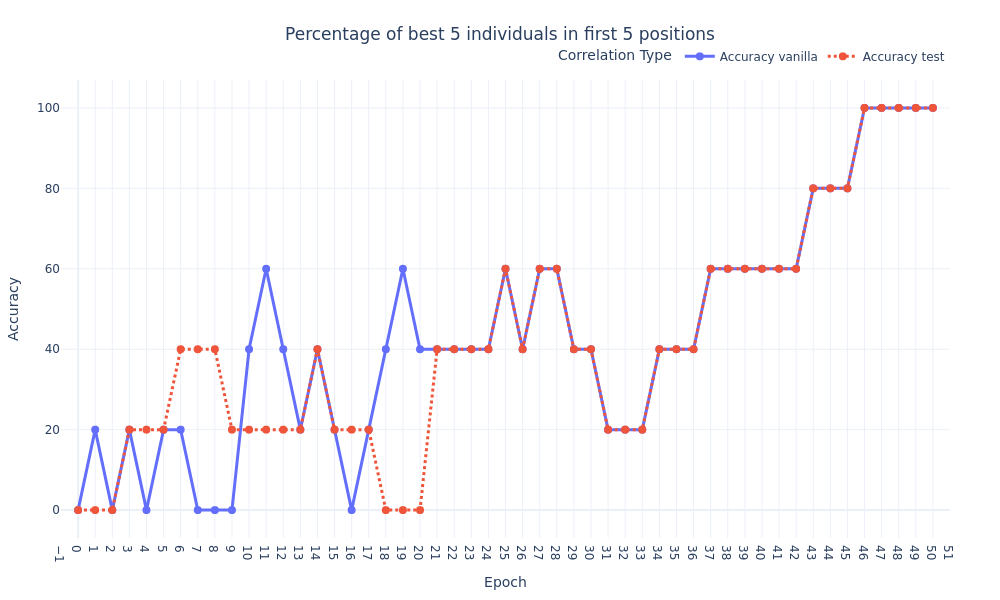 Percentage of best 5 individuals in first 5 positions
Correlation Type Accuracy vanilla Accuracy test
100
80
60
40
20
0
Accuracy
−1 0 1 2 3 4 5 6 7 8 9 10 11 12 13 14 15 16 17 18 19 20 21 22 23 24 25 26 27 28 29 30 31 32 33 34 35 36 37 38 39 40 41 42 43 44 45 46 47 48 49 50 51
Epoch